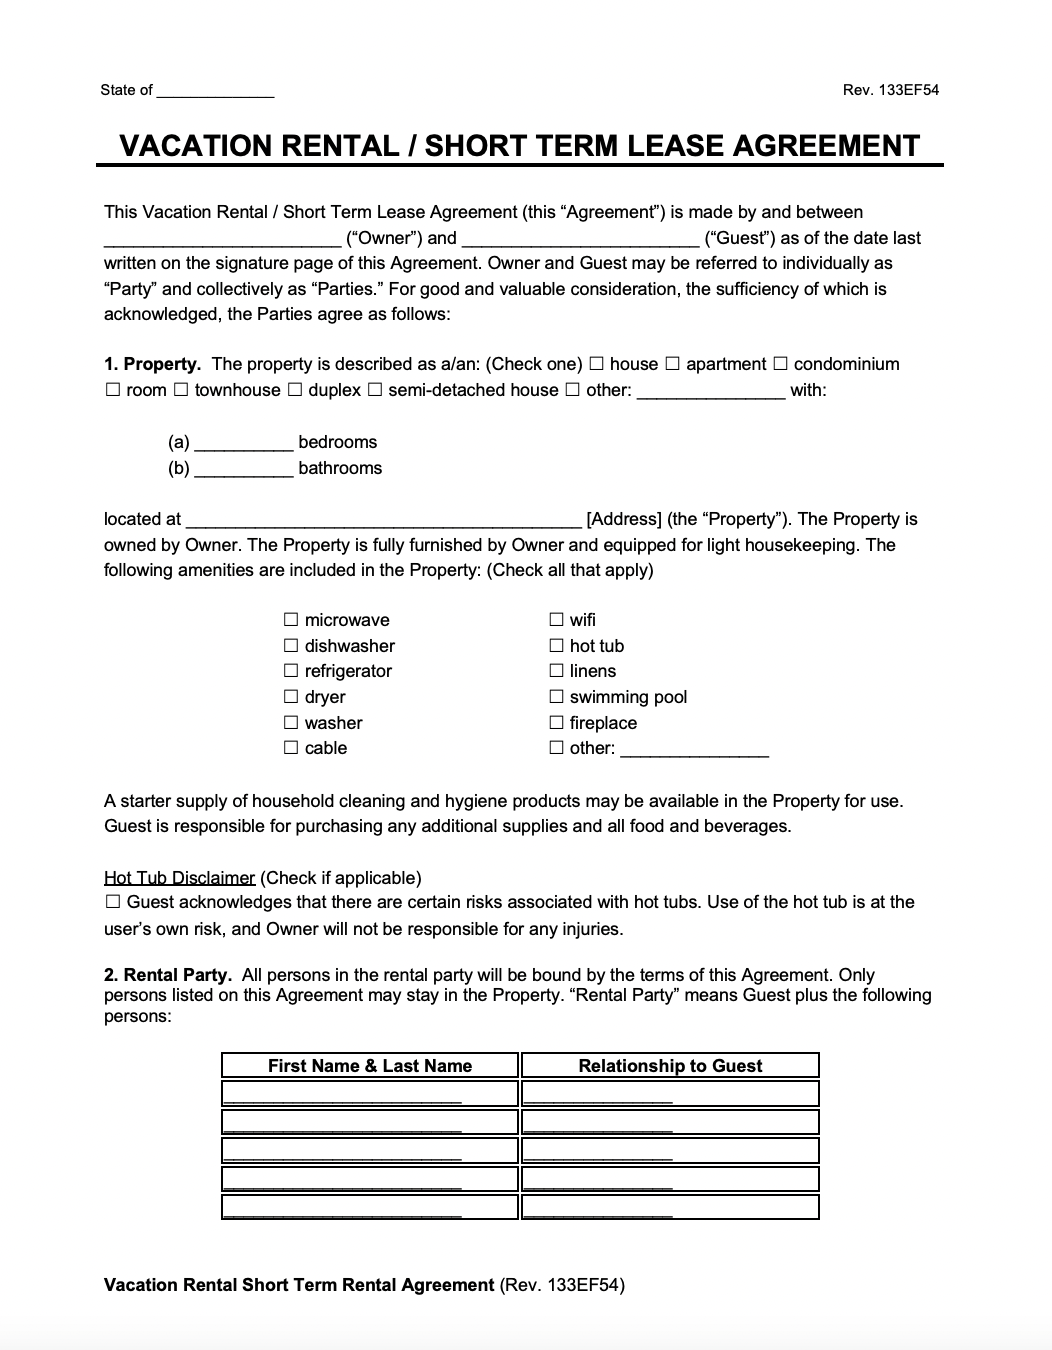 State of ______________ Rev. 133EF54
VACATION RENTAL / SHORT TERM LEASE AGREEMENT
This Vacation Rental / Short Term Lease Agreement (this “Agreement”) is made by and between
________________________ (“Owner”) and ________________________ (“Guest”) as of the date last
written on the signature page of this Agreement. Owner and Guest may be referred to individually as
“Party” and collectively as “Parties.” For good and valuable consideration, the sufficiency of which is
acknowledged, the Parties agree as follows:
1. Property. The property is described as a/an: (Check one) ☐ house ☐ apartment ☐ condominium
☐ room ☐ townhouse ☐ duplex ☐ semi-detached house ☐ other: _______________ with:
(a) __________ bedrooms
(b) __________ bathrooms
located at ________________________________________ [Address] (the “Property”). The Property is
owned by Owner. The Property is fully furnished by Owner and equipped for light housekeeping. The
following amenities are included in the Property: (Check all that apply)
☐ microwave ☐ wifi
☐ dishwasher ☐ hot tub
☐ refrigerator ☐ linens
☐ dryer ☐ swimming pool
☐ washer ☐ fireplace
☐ cable ☐ other: _______________
A starter supply of household cleaning and hygiene products may be available in the Property for use.
Guest is responsible for purchasing any additional supplies and all food and beverages.
Hot Tub Disclaimer (Check if applicable)
☐ Guest acknowledges that there are certain risks associated with hot tubs. Use of the hot tub is at the
user’s own risk, and Owner will not be responsible for any injuries.
2. Rental Party. All persons in the rental party will be bound by the terms of this Agreement. Only
persons listed on this Agreement may stay in the Property. “Rental Party” means Guest plus the following
persons:
First Name & Last Name Relationship to Guest
________________________ _______________
________________________ _______________
________________________ _______________
________________________ _______________
________________________ _______________
Vacation Rental Short Term Rental Agreement (Rev. 133EF54)